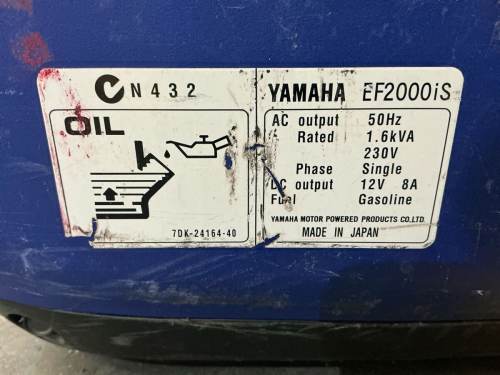 N432
OIL
7DK-24164-40
YAMAHA EF2000iS
AC output 50Hz
Rated 1.6kVA
230V
Phase Single
DC output 12V 8A
Fuel Gasoline
YAMAHA MOTOR POWERED PRODUCTS CO.,LTD.
MADE IN JAPAN